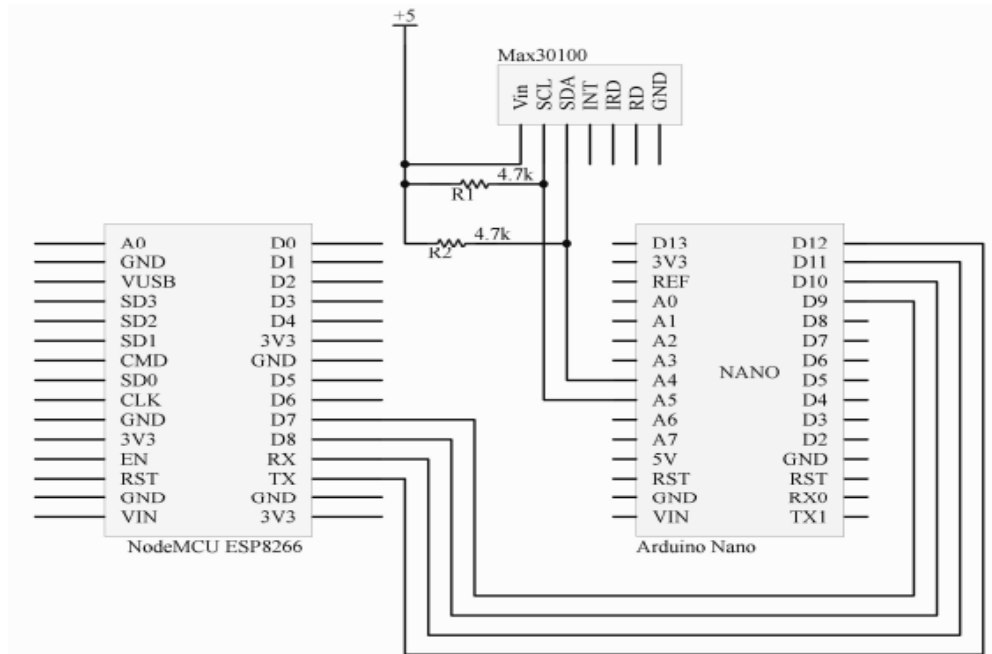 +5
Max30100
Vin SCL SDA INT IRD RD GND
4.7k
R1
4.7k
R2
A0 D0
GND D1
VUSB D2
SD3 D3
SD2 D4
SD1 3V3
CMD GND
SD0 D5
CLK D6
GND D7
3V3 D8
EN RX
RST TX
GND GND
VIN 3V3
NodeMCU ESP8266
D13 D12
3V3 D11
REF D10
A0 D9
A1 D8
A2 D7
A3 D6
NANO
A4 D5
A5 D4
A6 D3
A7 D2
5V GND
RST RST
GND RX0
VIN TX1
Arduino Nano